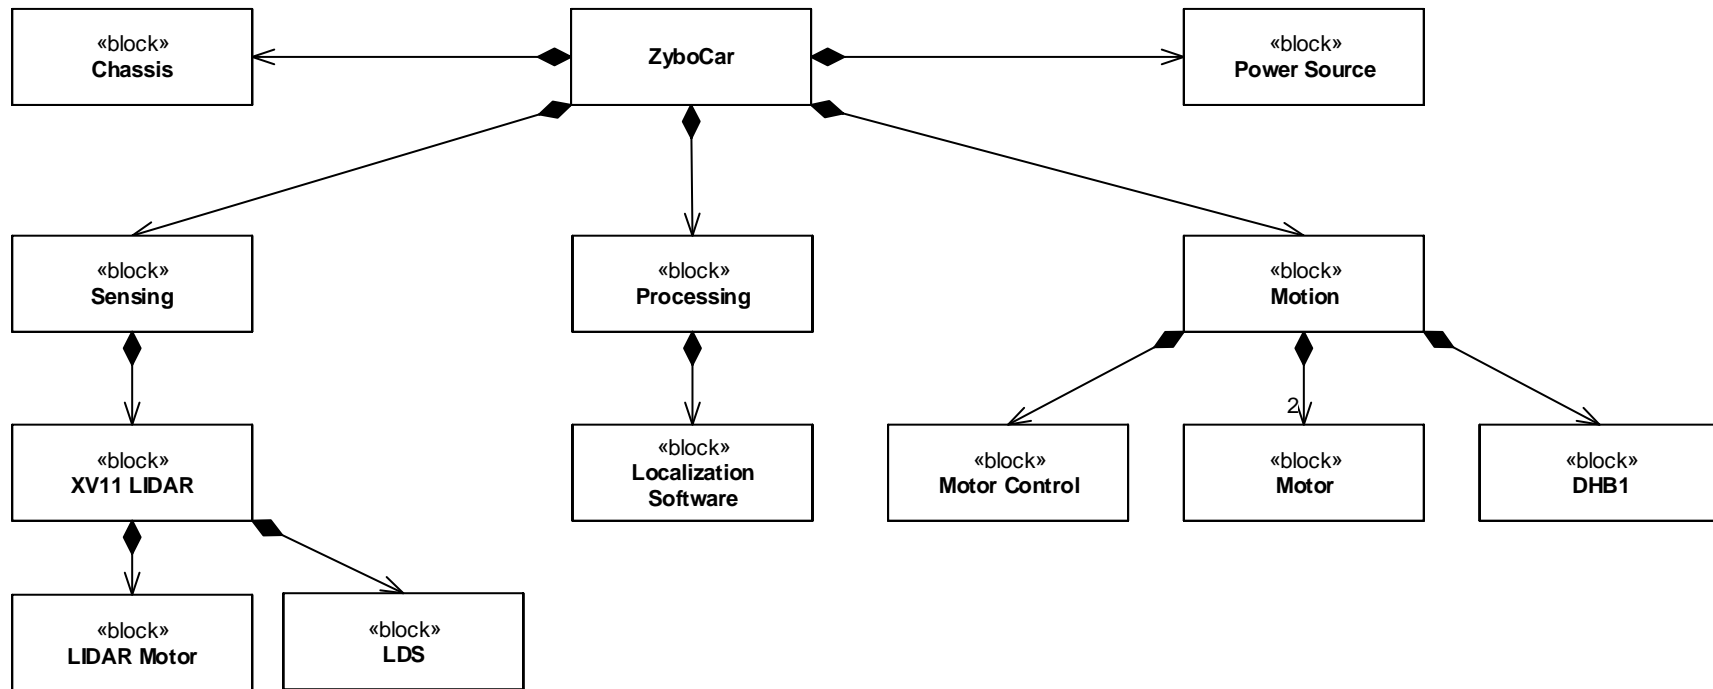 «block»
Chassis
ZyboCar
«block»
Power Source
«block»
Sensing
«block»
Processing
«block»
Motion
2
«block»
XV11 LIDAR
«block»
Localization
Software
«block»
Motor Control
«block»
Motor
«block»
DHB1
«block»
LIDAR Motor
«block»
LDS